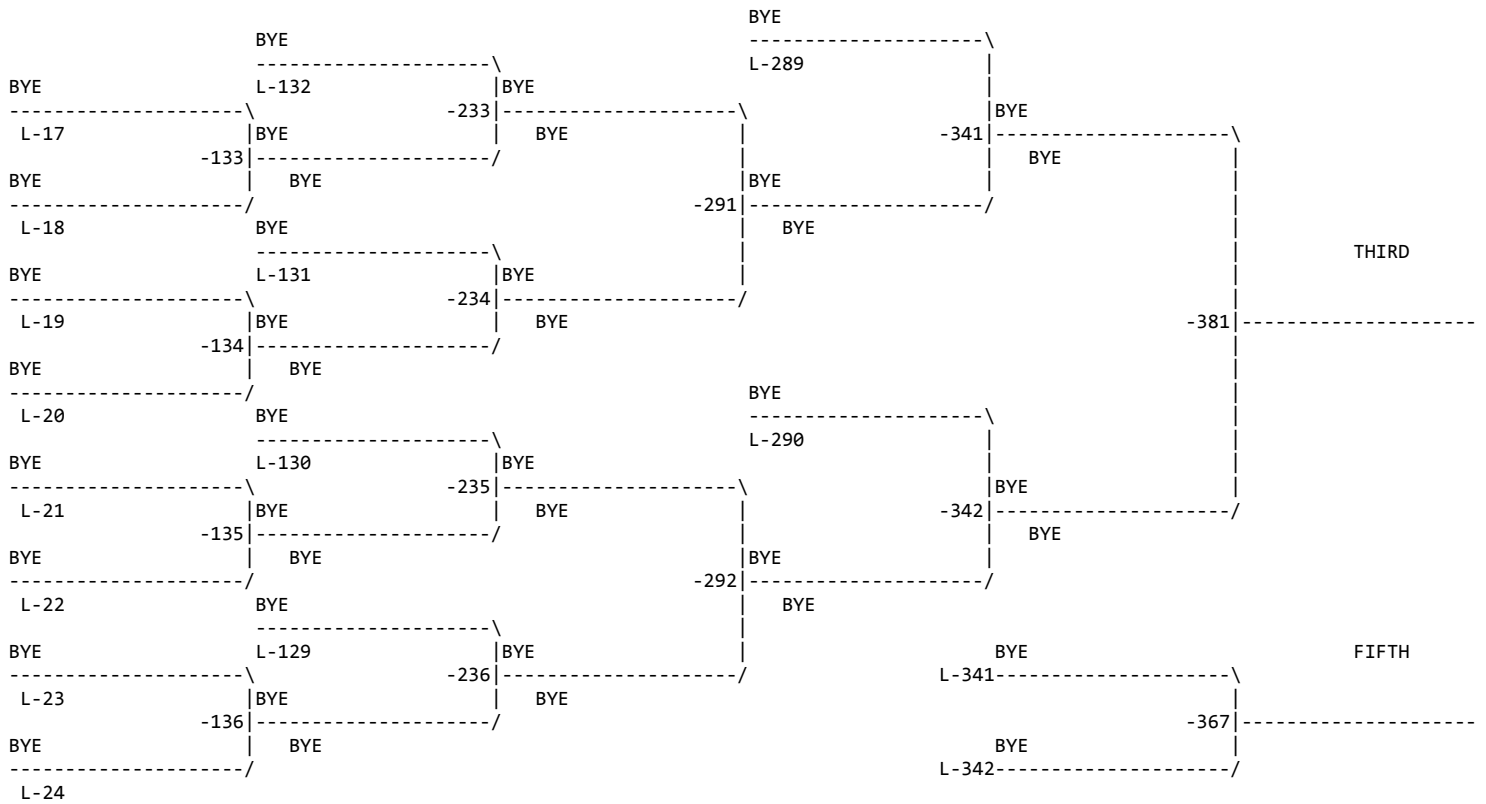 BYE
BYE
L-289
BYE L-132 BYE
-233 BYE
L-17 BYE BYE -341
-133 BYE
BYE BYE BYE
-291
L-18 BYE BYE
THIRD
BYE L-131 BYE
-234
L-19 BYE BYE -381
-134
BYE BYE
BYE
L-20 BYE
L-290
BYE L-130 BYE
-235 BYE
L-21 BYE BYE -342
-135 BYE
BYE BYE BYE
-292
L-22 BYE BYE
BYE L-129 BYE BYE FIFTH
-236 L-341
L-23 BYE BYE
-136 -367
BYE BYE BYE
L-342
L-24